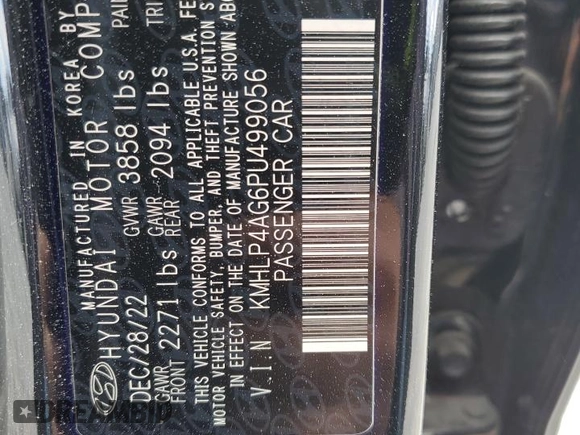 MANUFACTURED IN KOREA BY
HYUNDAI MOTOR COMP
DEC/28/22 GVWR 3858 lbs PAI
GAWR FRONT 2271 lbs GAWR REAR 2094 lbs TRI
THIS VEHICLE CONFORMS TO ALL APPLICABLE U.S.A. FE
MOTOR VEHICLE SAFETY, BUMPER, AND THEFT PREVENTION S
IN EFFECT ON THE DATE OF MANUFACTURE SHOWN ABO
V.I.N KMHLP4AG6PU499056
PASSENGER CAR
DREAMBID